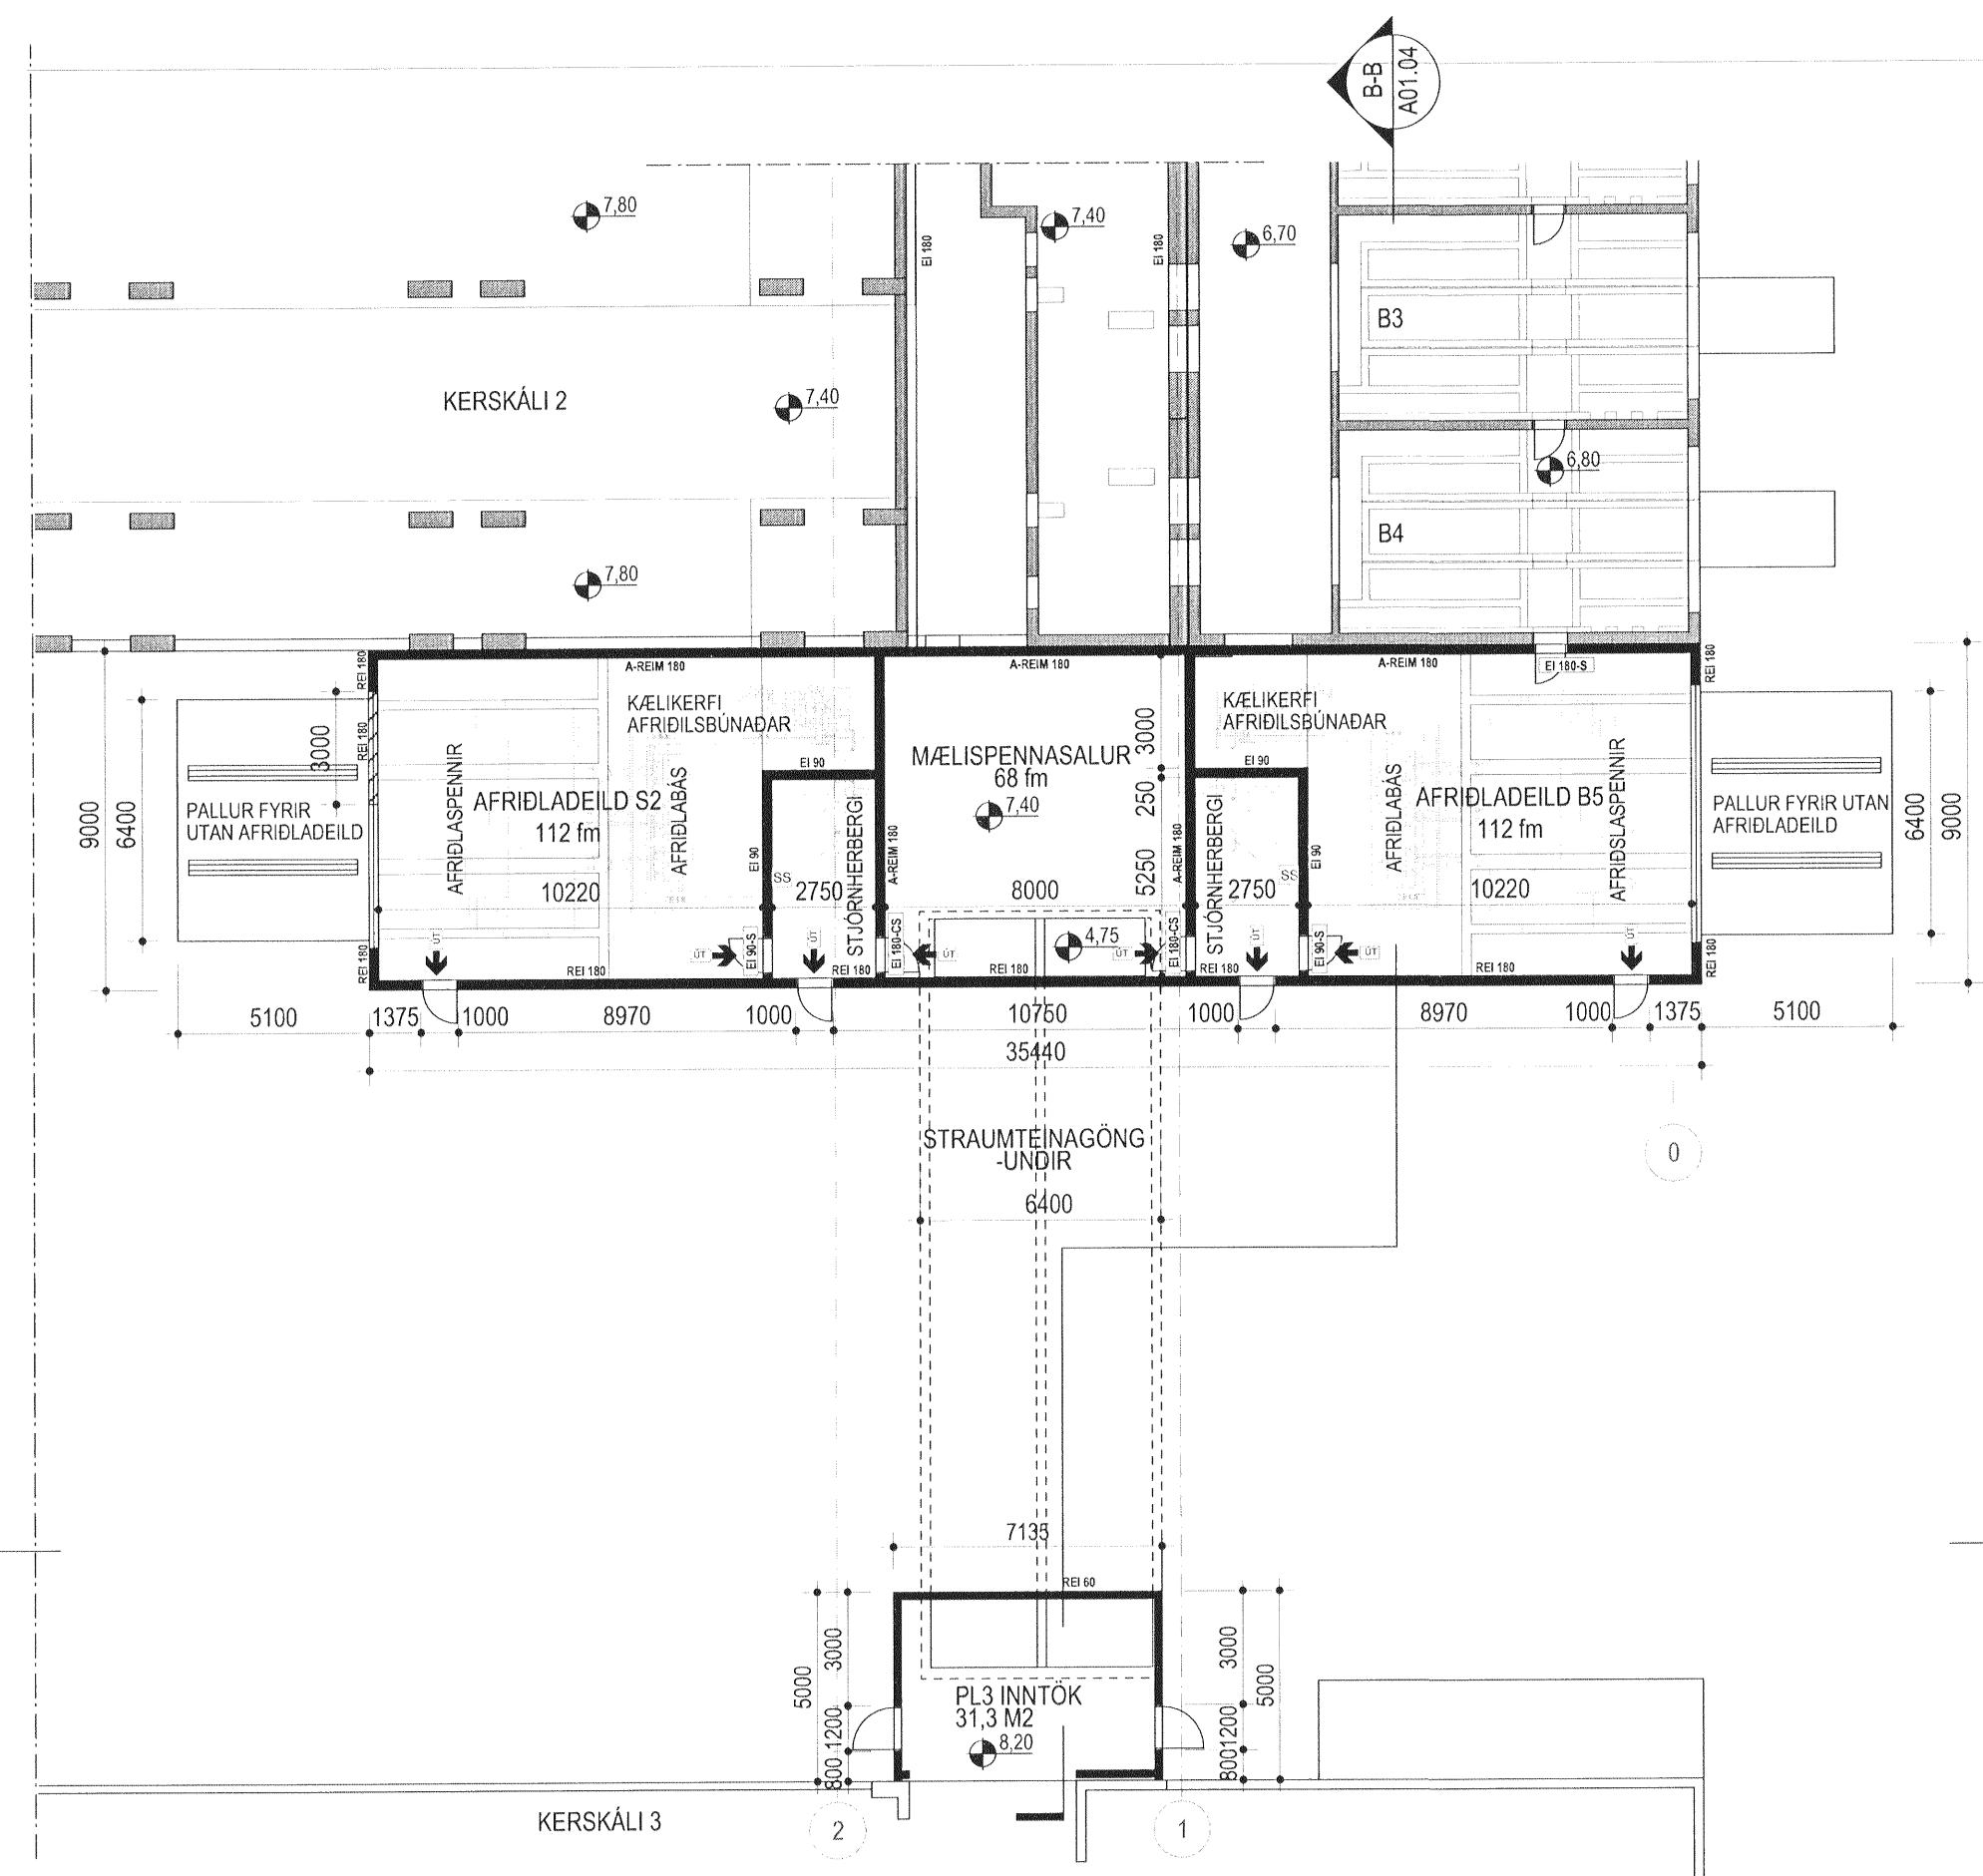 B-B
A01.04
7,80
7,40
6,70
EI 180
EI 180
B3
KERSKÁLI 2
7,40
6,80
B4
7,80
REI 180
A-REIM 180
A-REIM 180
A-REIM 180
EI 180-S
REI 180
KÆLIKERFI
AFRIÐILSBÚNAÐAR
KÆLIKERFI
AFRIÐILSBÚNAÐAR
9000
6400
3000
REI 180
PALLUR FYRIR
UTAN AFRIÐLADEILD
AFRIÐLASPENNIR
AFRIÐLADEILD S2
112 fm
AFRIÐLABÁS
10220
EI 90
EI 90
SS
2750
STJÓRNHERBERGI
A-REIM 180
MÆLISPENNASALUR
68 fm
7,40
8000
3000
250
5250
A-REIM 180
EI 90
STJÓRNHERBERGI
2750
SS
EI 90
AFRIÐLABÁS
AFRIÐLADEILD B5
112 fm
10220
AFRIÐSLASPENNIR
PALLUR FYRIR UTAN
AFRIÐLADEILD
6400
9000
REI 180
ÚT
REI 180
ÚT
EI 90-S
ÚT
REI 180
EI 180-CS
ÚT
REI 180
4,75
ÚT
EI 180-CS
REI 180
ÚT
EI 90-S
ÚT
REI 180
ÚT
REI 180
5100
1375
1000
8970
1000
10760
1000
8970
1000
1375
5100
35440
STRAUMTEINAGÖNG
-UNDIR
6400
0
7135
REI 60
5000
3000
1200
800
3000
1200
800
5000
PL3 INNTÖK
31,3 M2
8,20
KERSKÁLI 3
2
1